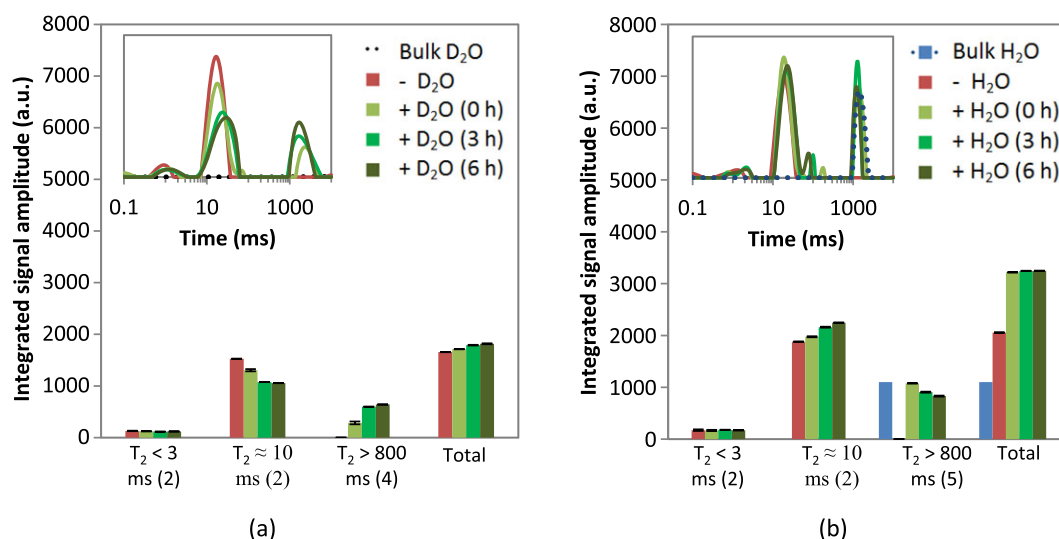 Integrated signal amplitude (a.u.)
8000
7000
6000
5000
4000
3000
2000
1000
0
0.1 10 1000
Time (ms)
Bulk D₂O
- D₂O
+ D₂O (0 h)
+ D₂O (3 h)
+ D₂O (6 h)
T₂ < 3 ms (2)
T₂ ≈ 10 ms (2)
T₂ > 800 ms (4)
Total
(a)
Integrated signal amplitude (a.u.)
8000
7000
6000
5000
4000
3000
2000
1000
0
0.1 10 1000
Time (ms)
Bulk H₂O
- H₂O
+ H₂O (0 h)
+ H₂O (3 h)
+ H₂O (6 h)
T₂ < 3 ms (2)
T₂ ≈ 10 ms (2)
T₂ > 800 ms (5)
Total
(b)